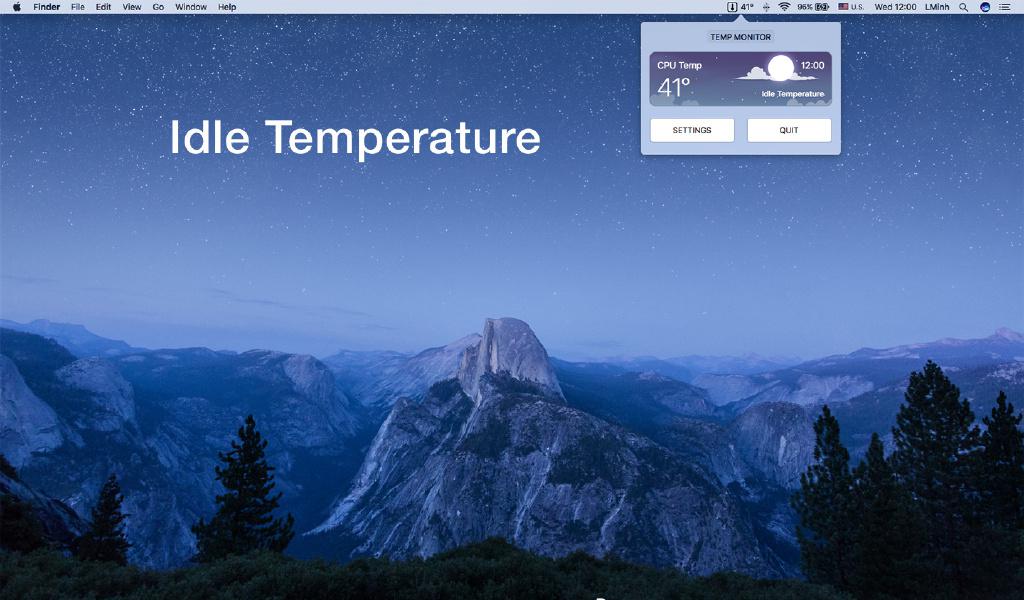 Finder File Edit View Go Window Help 41° 96% U.S. Wed 12:00 LMinh
TEMP MONITOR
CPU Temp 12:00
41°
Idle Temperature
SETTINGS QUIT
Idle Temperature